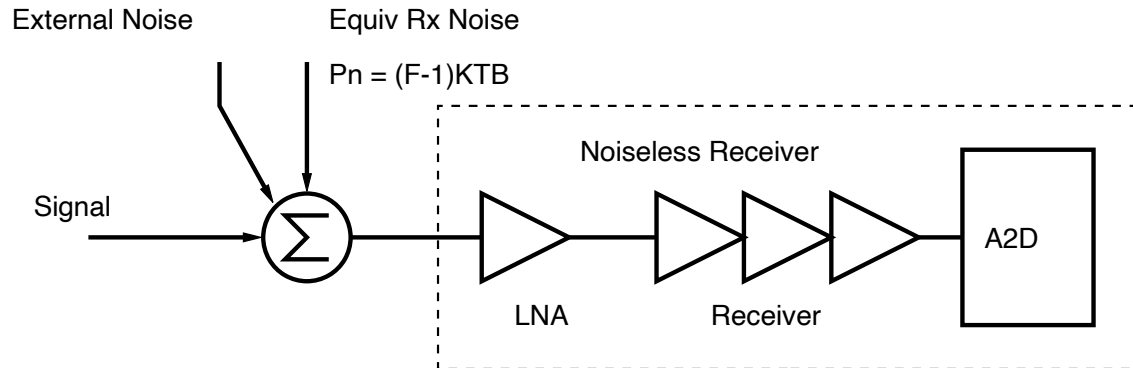 External Noise
Equiv Rx Noise
Pn = (F-1)KTB
Noiseless Receiver
Signal
Σ
A2D
LNA
Receiver